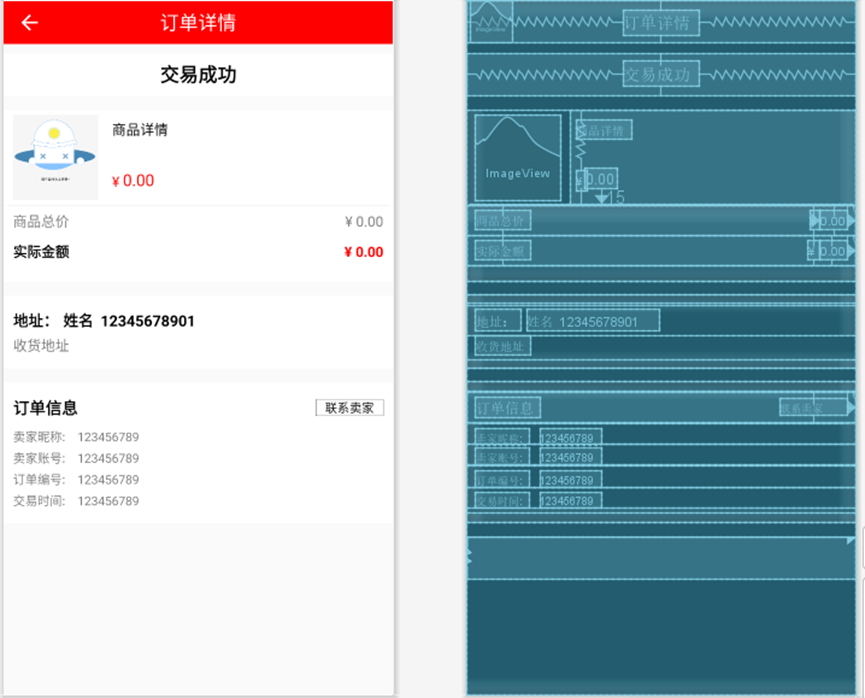 订单详情
交易成功
商品详情
¥ 0.00
商品总价 ¥ 0.00
实际金额 ¥ 0.00
地址： 姓名 12345678901
收货地址
订单信息 联系卖家
卖家昵称: 123456789
卖家账号: 123456789
订单编号: 123456789
交易时间: 123456789
ImageView
订单详情
交易成功
ImageView
商品详情
¥ 0.00
15
商品总价 0.00
实际金额 ¥ 0.00
地址： 姓名 12345678901
收货地址
订单信息 联系卖家
卖家昵称: 123456789
卖家账号: 123456789
订单编号: 123456789
交易时间: 123456789